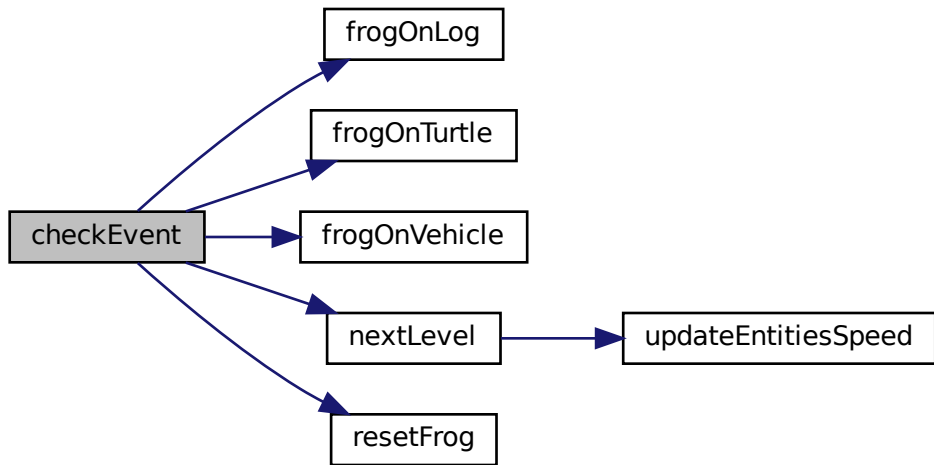 frogOnLog
frogOnTurtle
checkEvent
frogOnVehicle
nextLevel
updateEntitiesSpeed
resetFrog